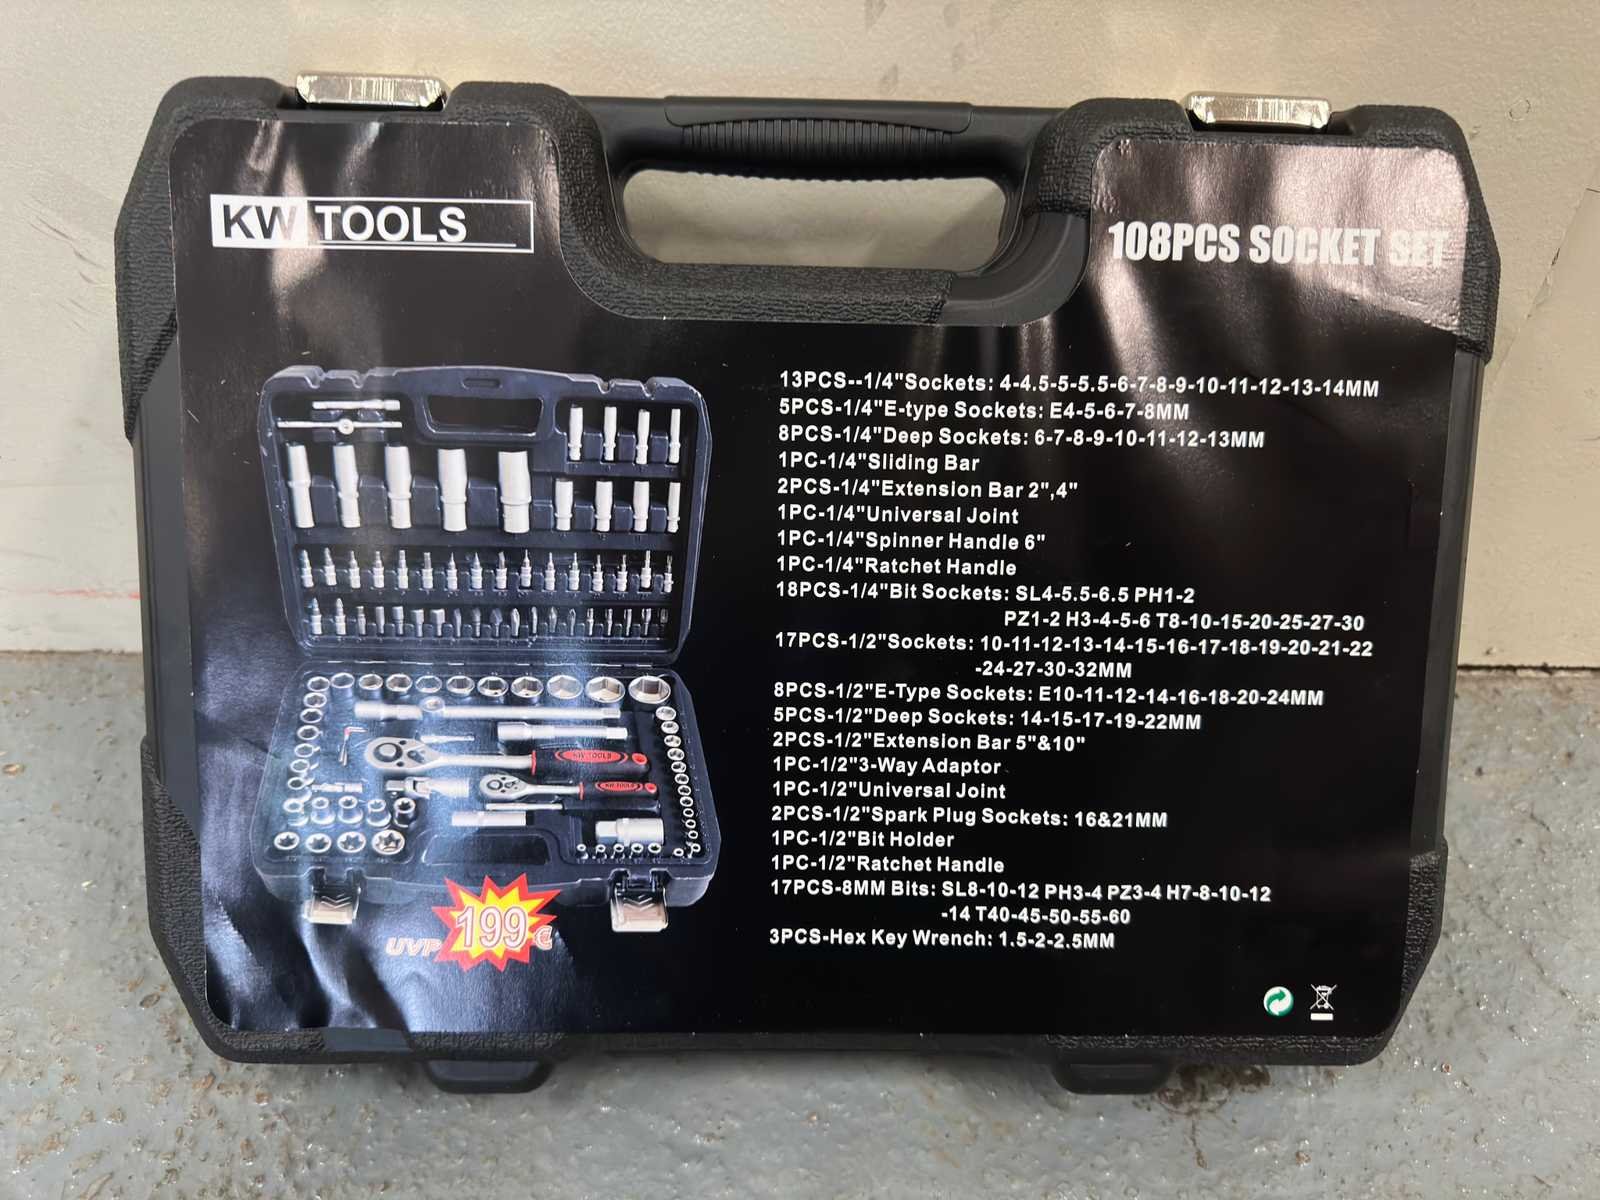 KW TOOLS
108PCS SOCKET SET
13PCS--1/4"Sockets: 4-4.5-5-5.5-6-7-8-9-10-11-12-13-14MM
5PCS-1/4"E-type Sockets: E4-5-6-7-8MM
8PCS-1/4"Deep Sockets: 6-7-8-9-10-11-12-13MM
1PC-1/4"Sliding Bar
2PCS-1/4"Extension Bar 2",4"
1PC-1/4"Universal Joint
1PC-1/4"Spinner Handle 6"
1PC-1/4"Ratchet Handle
18PCS-1/4"Bit Sockets: SL4-5.5-6.5 PH1-2
PZ1-2 H3-4-5-6 T8-10-15-20-25-27-30
17PCS-1/2"Sockets: 10-11-12-13-14-15-16-17-18-19-20-21-22
-24-27-30-32MM
8PCS-1/2"E-Type Sockets: E10-11-12-14-16-18-20-24MM
5PCS-1/2"Deep Sockets: 14-15-17-19-22MM
2PCS-1/2"Extension Bar 5"&10"
1PC-1/2"3-Way Adaptor
1PC-1/2"Universal Joint
2PCS-1/2"Spark Plug Sockets: 16&21MM
1PC-1/2"Bit Holder
1PC-1/2"Ratchet Handle
17PCS-8MM Bits: SL8-10-12 PH3-4 PZ3-4 H7-8-10-12
-14 T40-45-50-55-60
3PCS-Hex Key Wrench: 1.5-2-2.5MM
KW TOOLS
KW TOOLS
UVP 199€